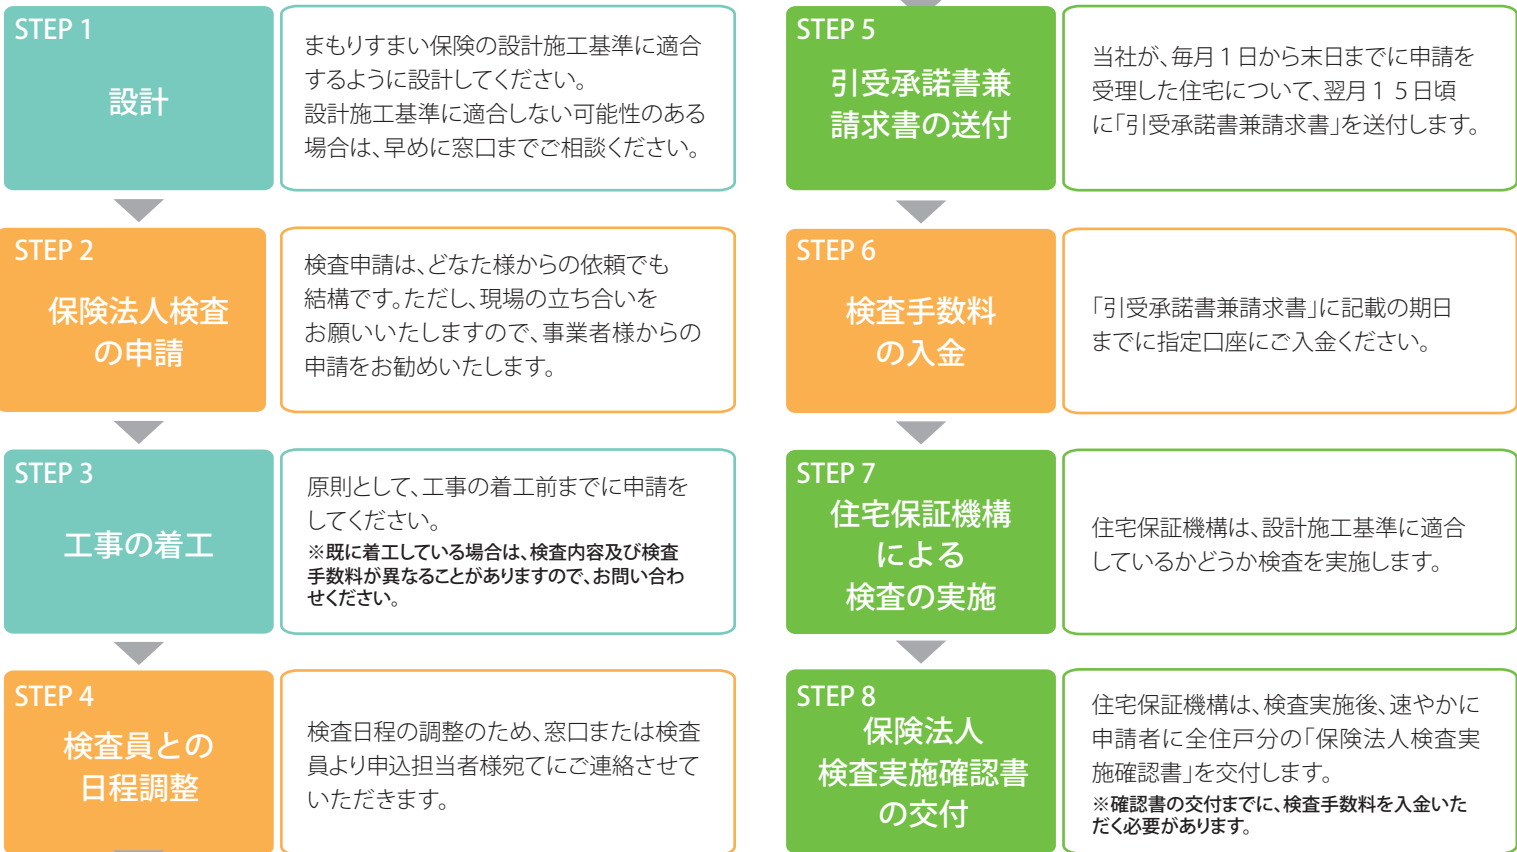 STEP 1
設計
まもりすまい保険の設計施工基準に適合
するように設計してください。
設計施工基準に適合しない可能性のある
場合は、早めに窓口までご相談ください。
STEP 2
保険法人検査
の申請
検査申請は、どなた様からの依頼でも
結構です。ただし、現場の立ち合いを
お願いいたしますので、事業者様からの
申請をお勧めいたします。
STEP 3
工事の着工
原則として、工事の着工前までに申請を
してください。
※既に着工している場合は、検査内容及び検査
手数料が異なることがありますので、お問い合わ
せください。
STEP 4
検査員との
日程調整
検査日程の調整のため、窓口または検査
員より申込担当者様宛てにご連絡させて
いただきます。
STEP 5
引受承諾書兼
請求書の送付
当社が、毎月1日から末日までに申請を
受理した住宅について、翌月15日頃
に「引受承諾書兼請求書」を送付します。
STEP 6
検査手数料
の入金
「引受承諾書兼請求書」に記載の期日
までに指定口座にご入金ください。
STEP 7
住宅保証機構
による
検査の実施
住宅保証機構は、設計施工基準に適合
しているかどうか検査を実施します。
STEP 8
保険法人
検査実施確認書
の交付
住宅保証機構は、検査実施後、速やかに
申請者に全住戸分の「保険法人検査実
施確認書」を交付します。
※確認書の交付までに、検査手数料を入金いた
だく必要があります。